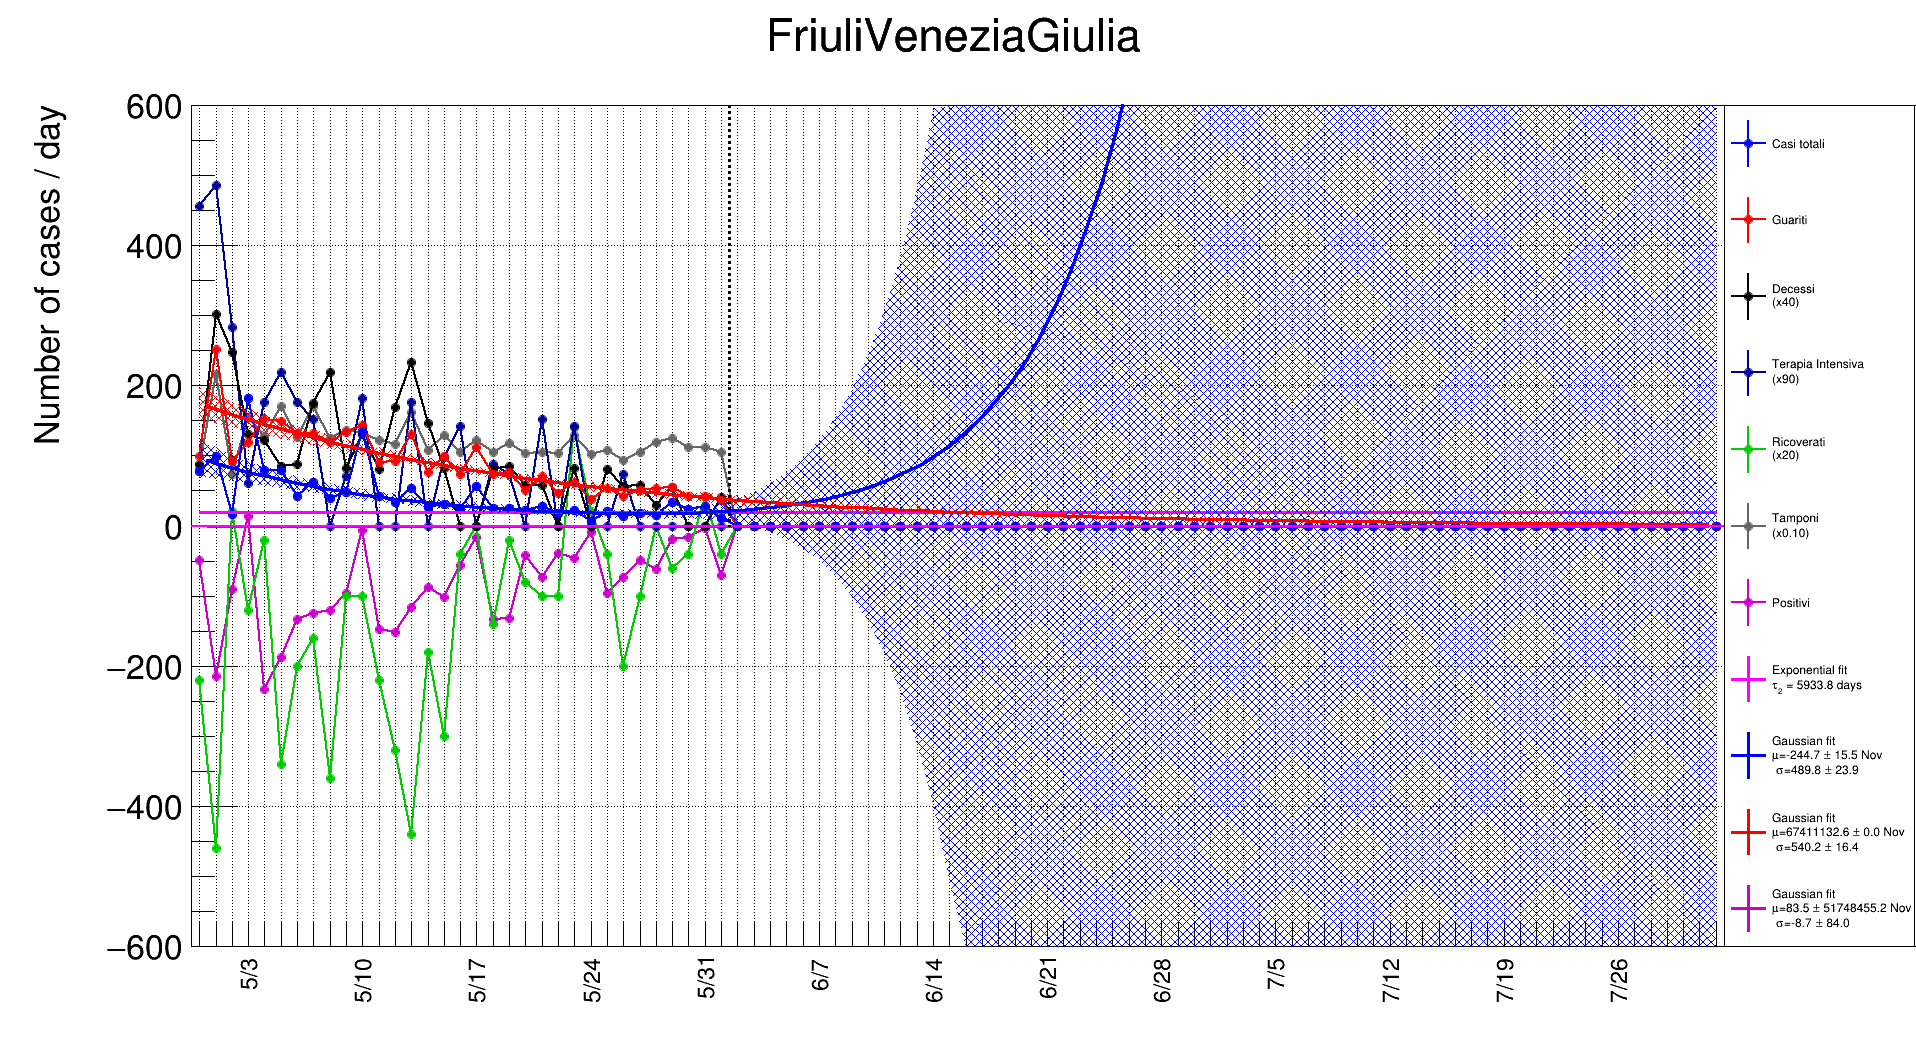 FriuliVeneziaGiulia
Number of cases / day
600
400
200
0
−200
−400
−600
5/3
5/10
5/17
5/24
5/31
6/7
6/14
6/21
6/28
7/5
7/12
7/19
7/26
Casi totali
Guariti
Decessi
(x40)
Terapia Intensiva
(x90)
Ricoverati
(x20)
Tamponi
(x0.10)
Positivi
Exponential fit
τ2 = 5933.8 days
Gaussian fit
μ=-244.7 ± 15.5 Nov
σ=489.8 ± 23.9
Gaussian fit
μ=67411132.6 ± 0.0 Nov
σ=540.2 ± 16.4
Gaussian fit
μ=83.5 ± 51748455.2 Nov
σ=-8.7 ± 84.0